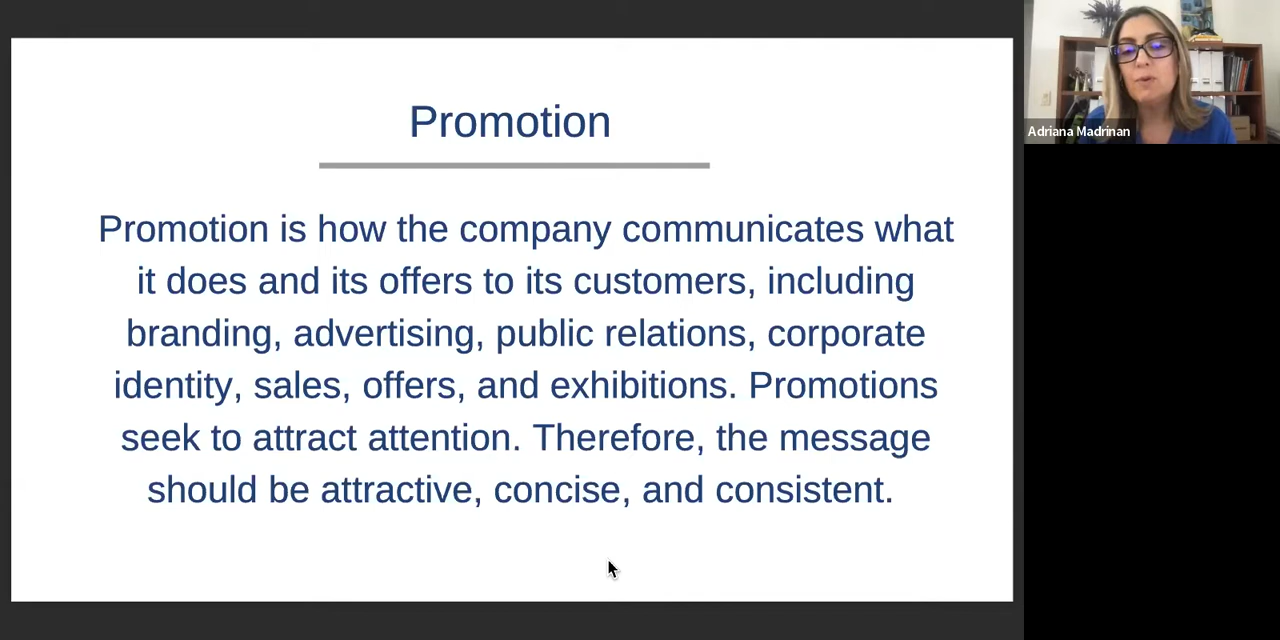 Promotion
Promotion is how the company communicates what
it does and its offers to its customers, including
branding, advertising, public relations, corporate
identity, sales, offers, and exhibitions. Promotions
seek to attract attention. Therefore, the message
should be attractive, concise, and consistent.
Adriana Madrinan